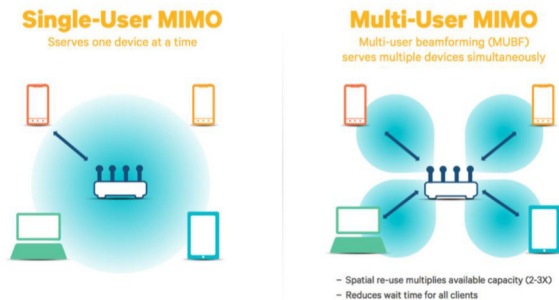 Single-User MIMO
Sserves one device at a time
Multi-User MIMO
Multi-user beamforming (MUBF)
serves multiple devices simultaneously
– Spatial re-use multiplies available capacity (2-3X)
– Reduces wait time for all clients